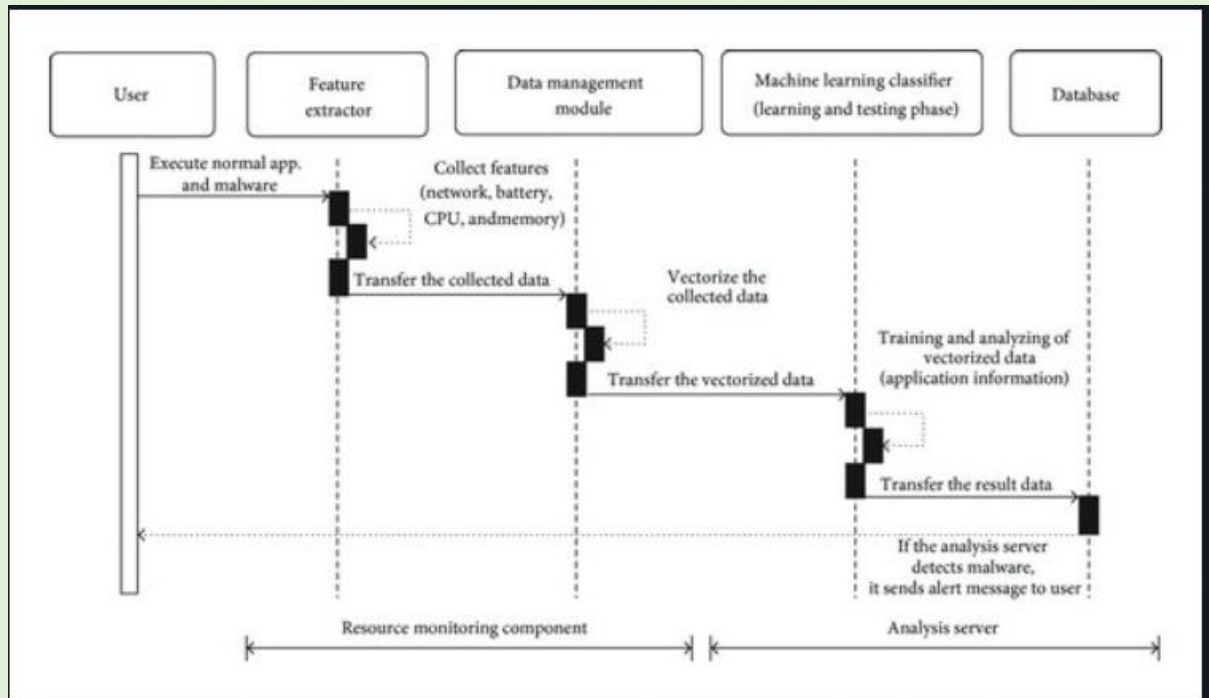 User
Feature
extractor
Data management
module
Machine learning classifier
(learning and testing phase)
Database
Execute normal app.
and malware
Collect features
(network, battery,
CPU, andmemory)
Transfer the collected data
Vectorize the
collected data
Training and analyzing of
vectorized data
(application information)
Transfer the vectorized data
Transfer the result data
If the analysis server
detects malware,
it sends alert message to user
Resource monitoring component
Analysis server